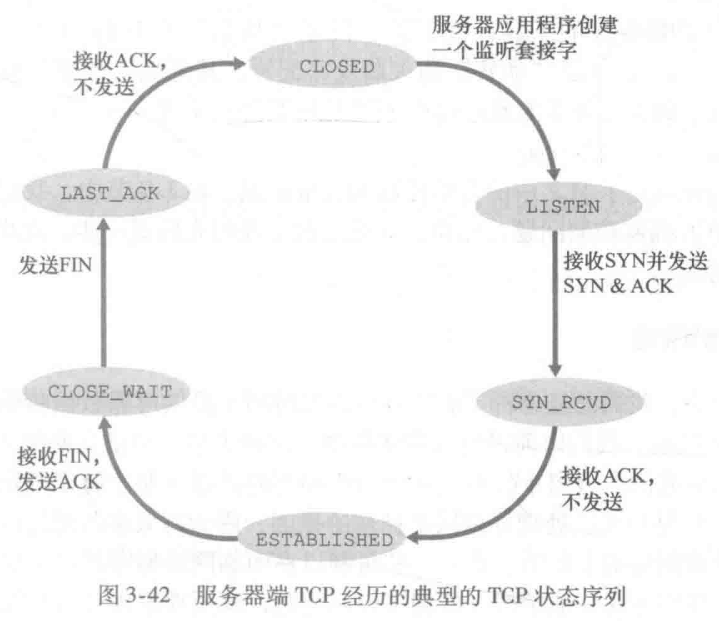 服务器应用程序创建
一个监听套接字
接收ACK,
不发送
CLOSED
LAST_ACK
LISTEN
发送FIN
接收SYN并发送
SYN & ACK
CLOSE_WAIT
SYN_RCVD
接收FIN,
发送ACK
接收ACK,
不发送
ESTABLISHED
图 3-42 服务器端 TCP 经历的典型的 TCP 状态序列